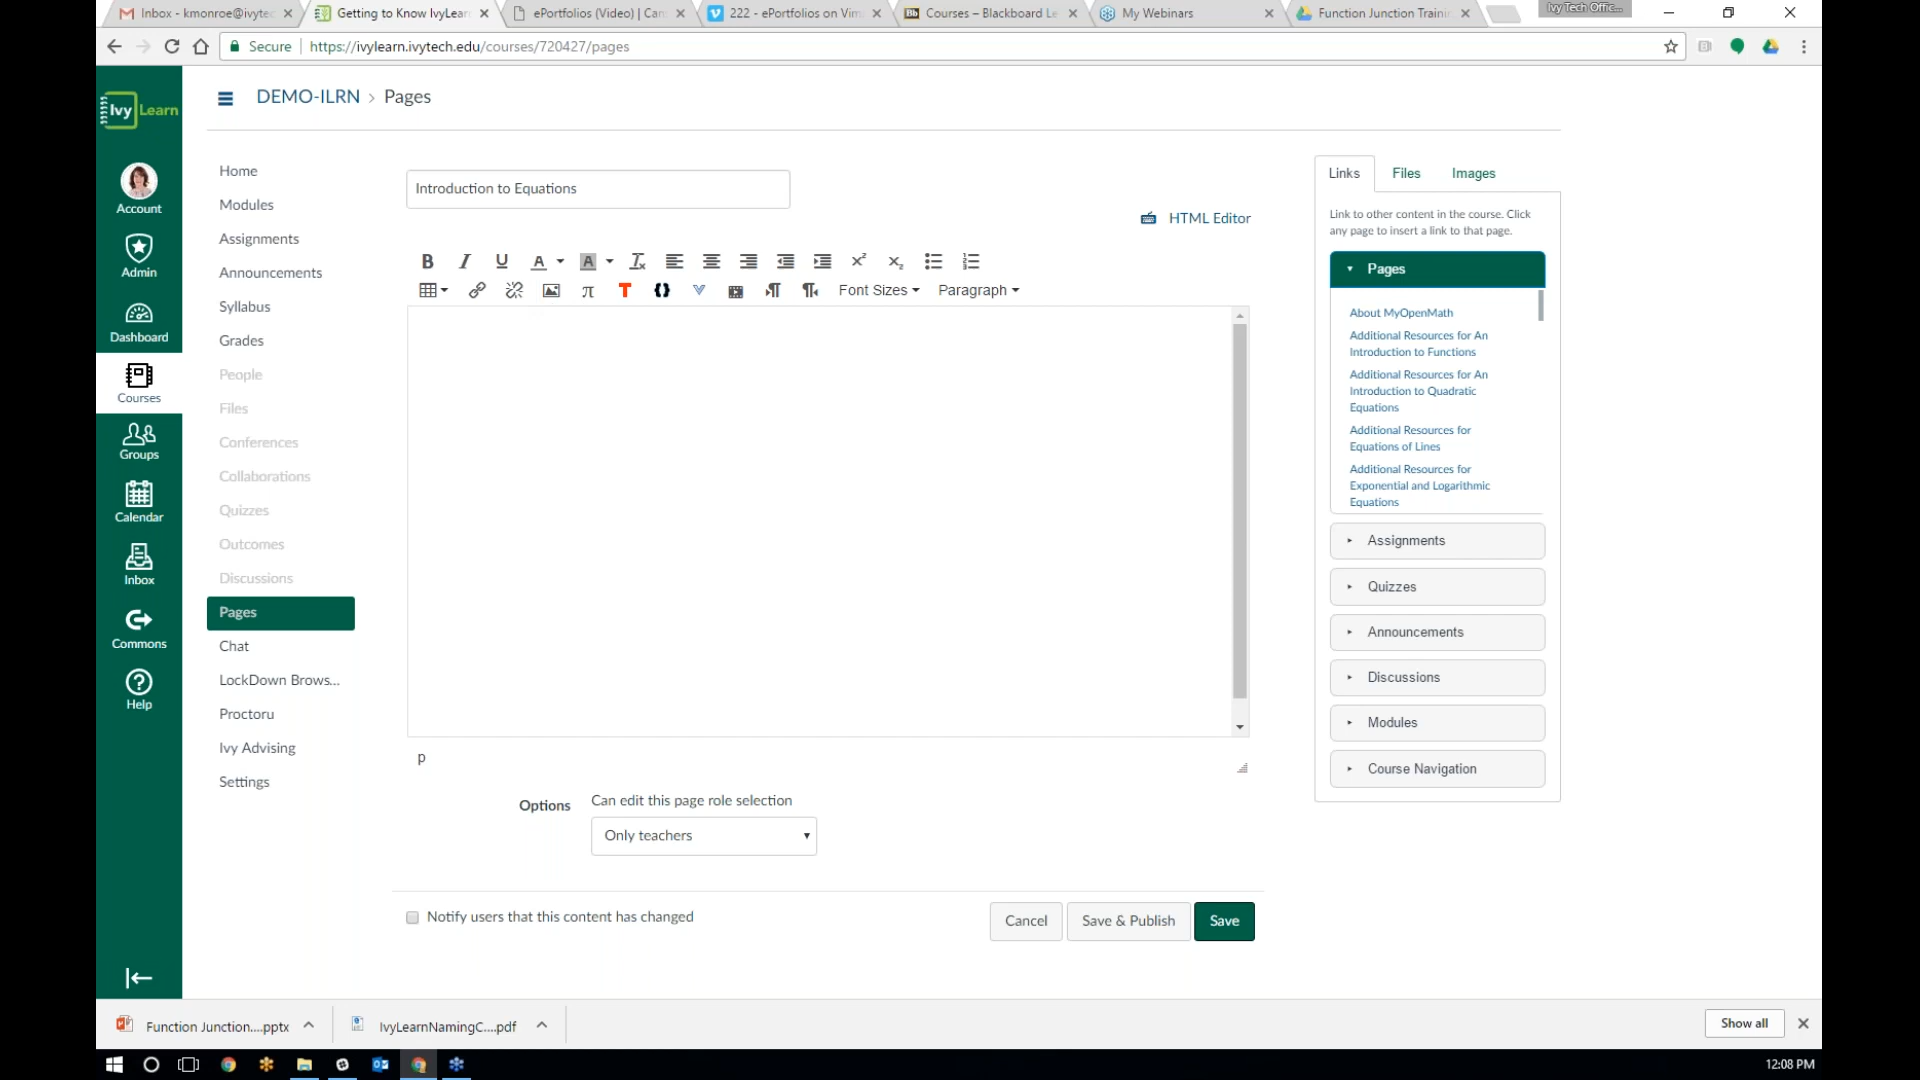 Inbox - kmonroe@ivytec
Getting to Know IvyLear
ePortfolios (Video) | Can
222 - ePortfolios on Vim
Courses – Blackboard Le
My Webinars
Function Junction Traini
Ivy Tech Offic...
Secure
https://ivylearn.ivytech.edu/courses/720427/pages
Ivy Learn
DEMO-ILRN > Pages
Account
Admin
Dashboard
Courses
Groups
Calendar
Inbox
Commons
Help
Home
Modules
Assignments
Announcements
Syllabus
Grades
People
Files
Conferences
Collaborations
Quizzes
Outcomes
Discussions
Pages
Chat
LockDown Brows...
Proctoru
Ivy Advising
Settings
Introduction to Equations
HTML Editor
Font Sizes
Paragraph
p
Options
Can edit this page role selection
Only teachers
Notify users that this content has changed
Cancel
Save & Publish
Save
Links
Files
Images
Link to other content in the course. Click
any page to insert a link to that page.
Pages
About MyOpenMath
Additional Resources for An
Introduction to Functions
Additional Resources for An
Introduction to Quadratic
Equations
Additional Resources for
Equations of Lines
Additional Resources for
Exponential and Logarithmic
Equations
Assignments
Quizzes
Announcements
Discussions
Modules
Course Navigation
Function Junction....pptx
IvyLearnNamingC....pdf
Show all
12:08 PM